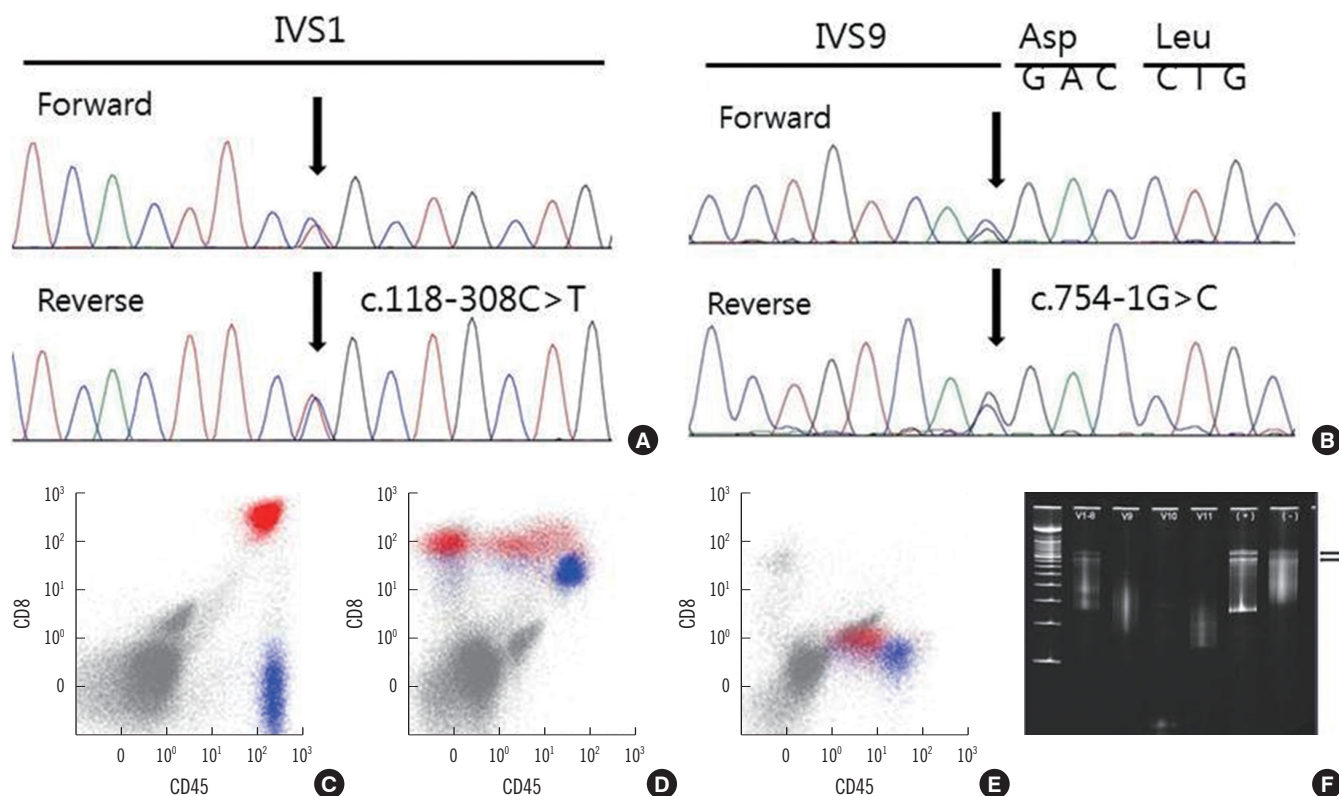 IVS1
Forward
Reverse
c.118-308C>T
A
IVS9 Asp Leu
G A C C T G
Forward
Reverse
c.754-1G>C
B
10³
10²
10¹
10⁰
0
CD8
0 10⁰ 10¹ 10² 10³
CD45
C
10³
10²
10¹
10⁰
0
CD8
0 10⁰ 10¹ 10² 10³
CD45
D
10³
10²
10¹
10⁰
0
CD8
0 10⁰ 10¹ 10² 10³
CD45
E
V1-8 V9 V10 V11 (+) (-)
F